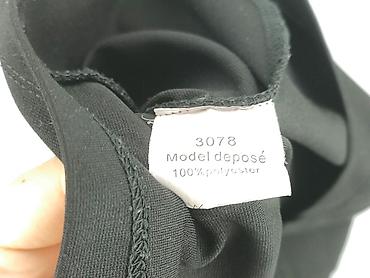 3078
Model deposé
100% polyester